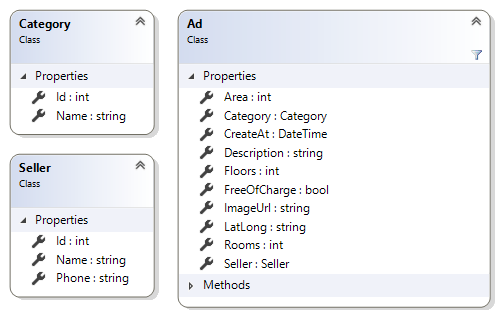 Category
Class
Properties
Id : int
Name : string
Seller
Class
Properties
Id : int
Name : string
Phone : string
Ad
Class
Properties
Area : int
Category : Category
CreateAt : DateTime
Description : string
Floors : int
FreeOfCharge : bool
ImageUrl : string
LatLong : string
Rooms : int
Seller : Seller
Methods